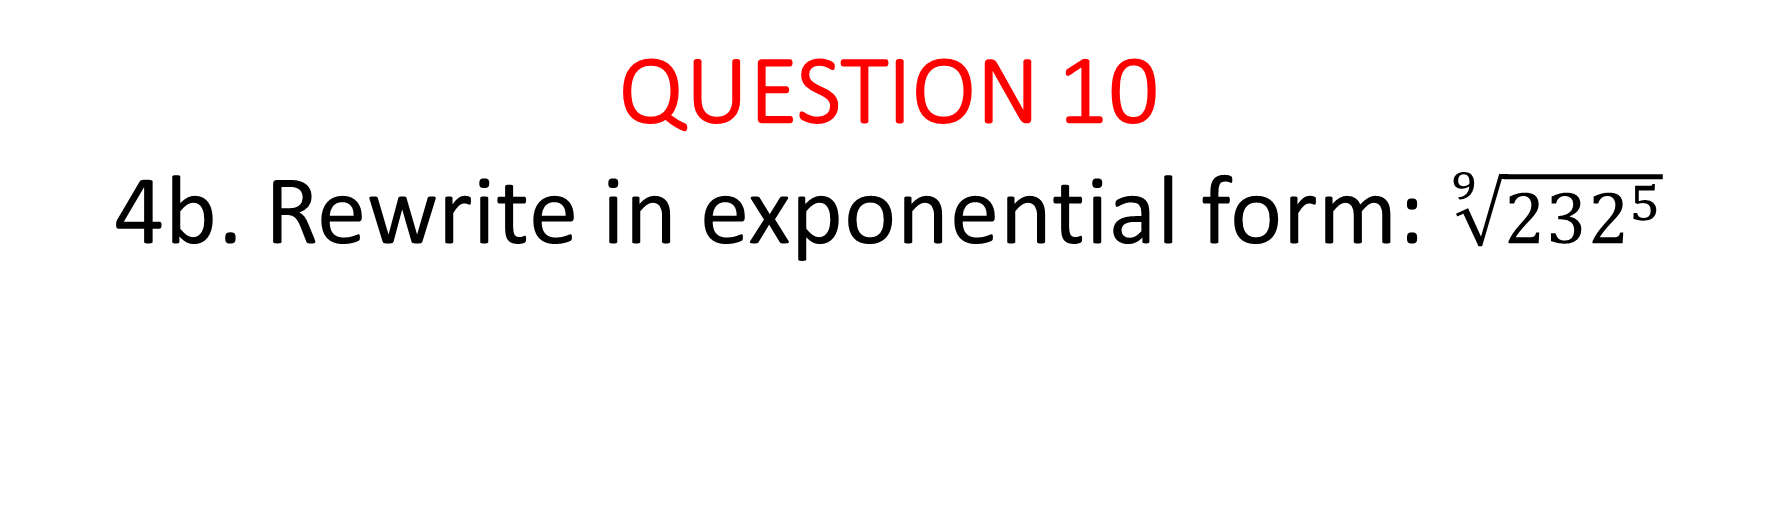 QUESTION 10
4b. Rewrite in exponential form: ⁹√232⁵